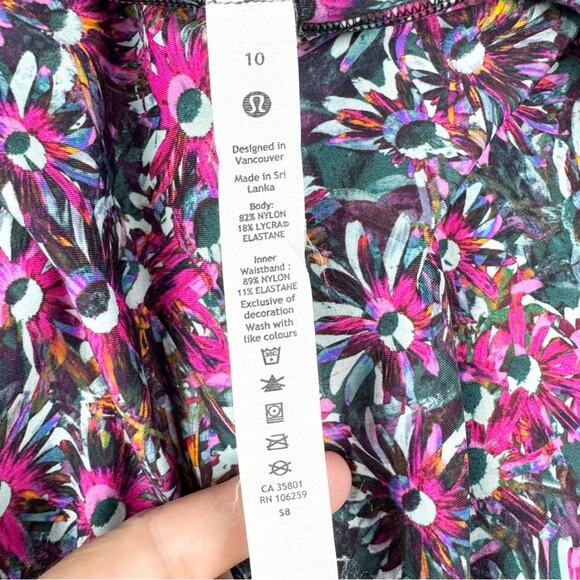 10
Designed in
Vancouver
Made in Sri
Lanka
Body:
82% NYLON
18% LYCRA®
ELASTANE
Inner
Waistband :
89% NYLON
11% ELASTANE
Exclusive of
decoration
Wash with
like colours
30C
CA 35801
RN 106259
S8